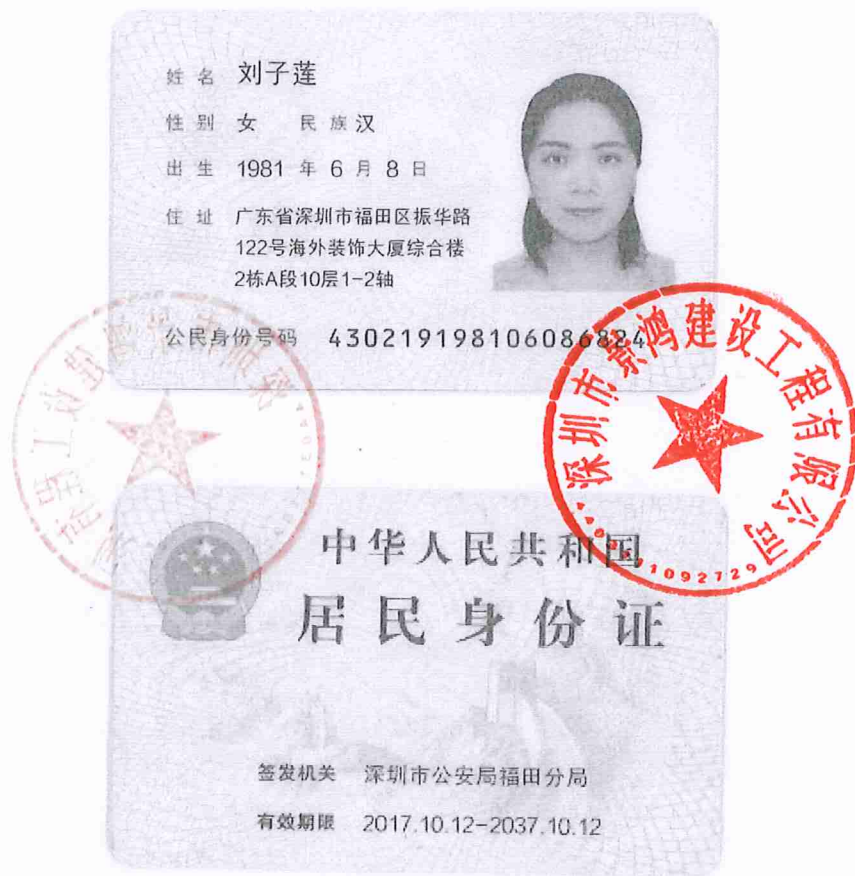 姓名 刘子莲
性别 女 民族 汉
出生 1981 年 6 月 8 日
住址 广东省深圳市福田区振华路
122号海外装饰大厦综合楼
2栋A段10层1-2轴
公民身份号码 430219198106086824
深圳市景鸿建设工程有限公司
中华人民共和国
居民身份证
签发机关 深圳市公安局福田分局
有效期限 2017.10.12-2037.10.12